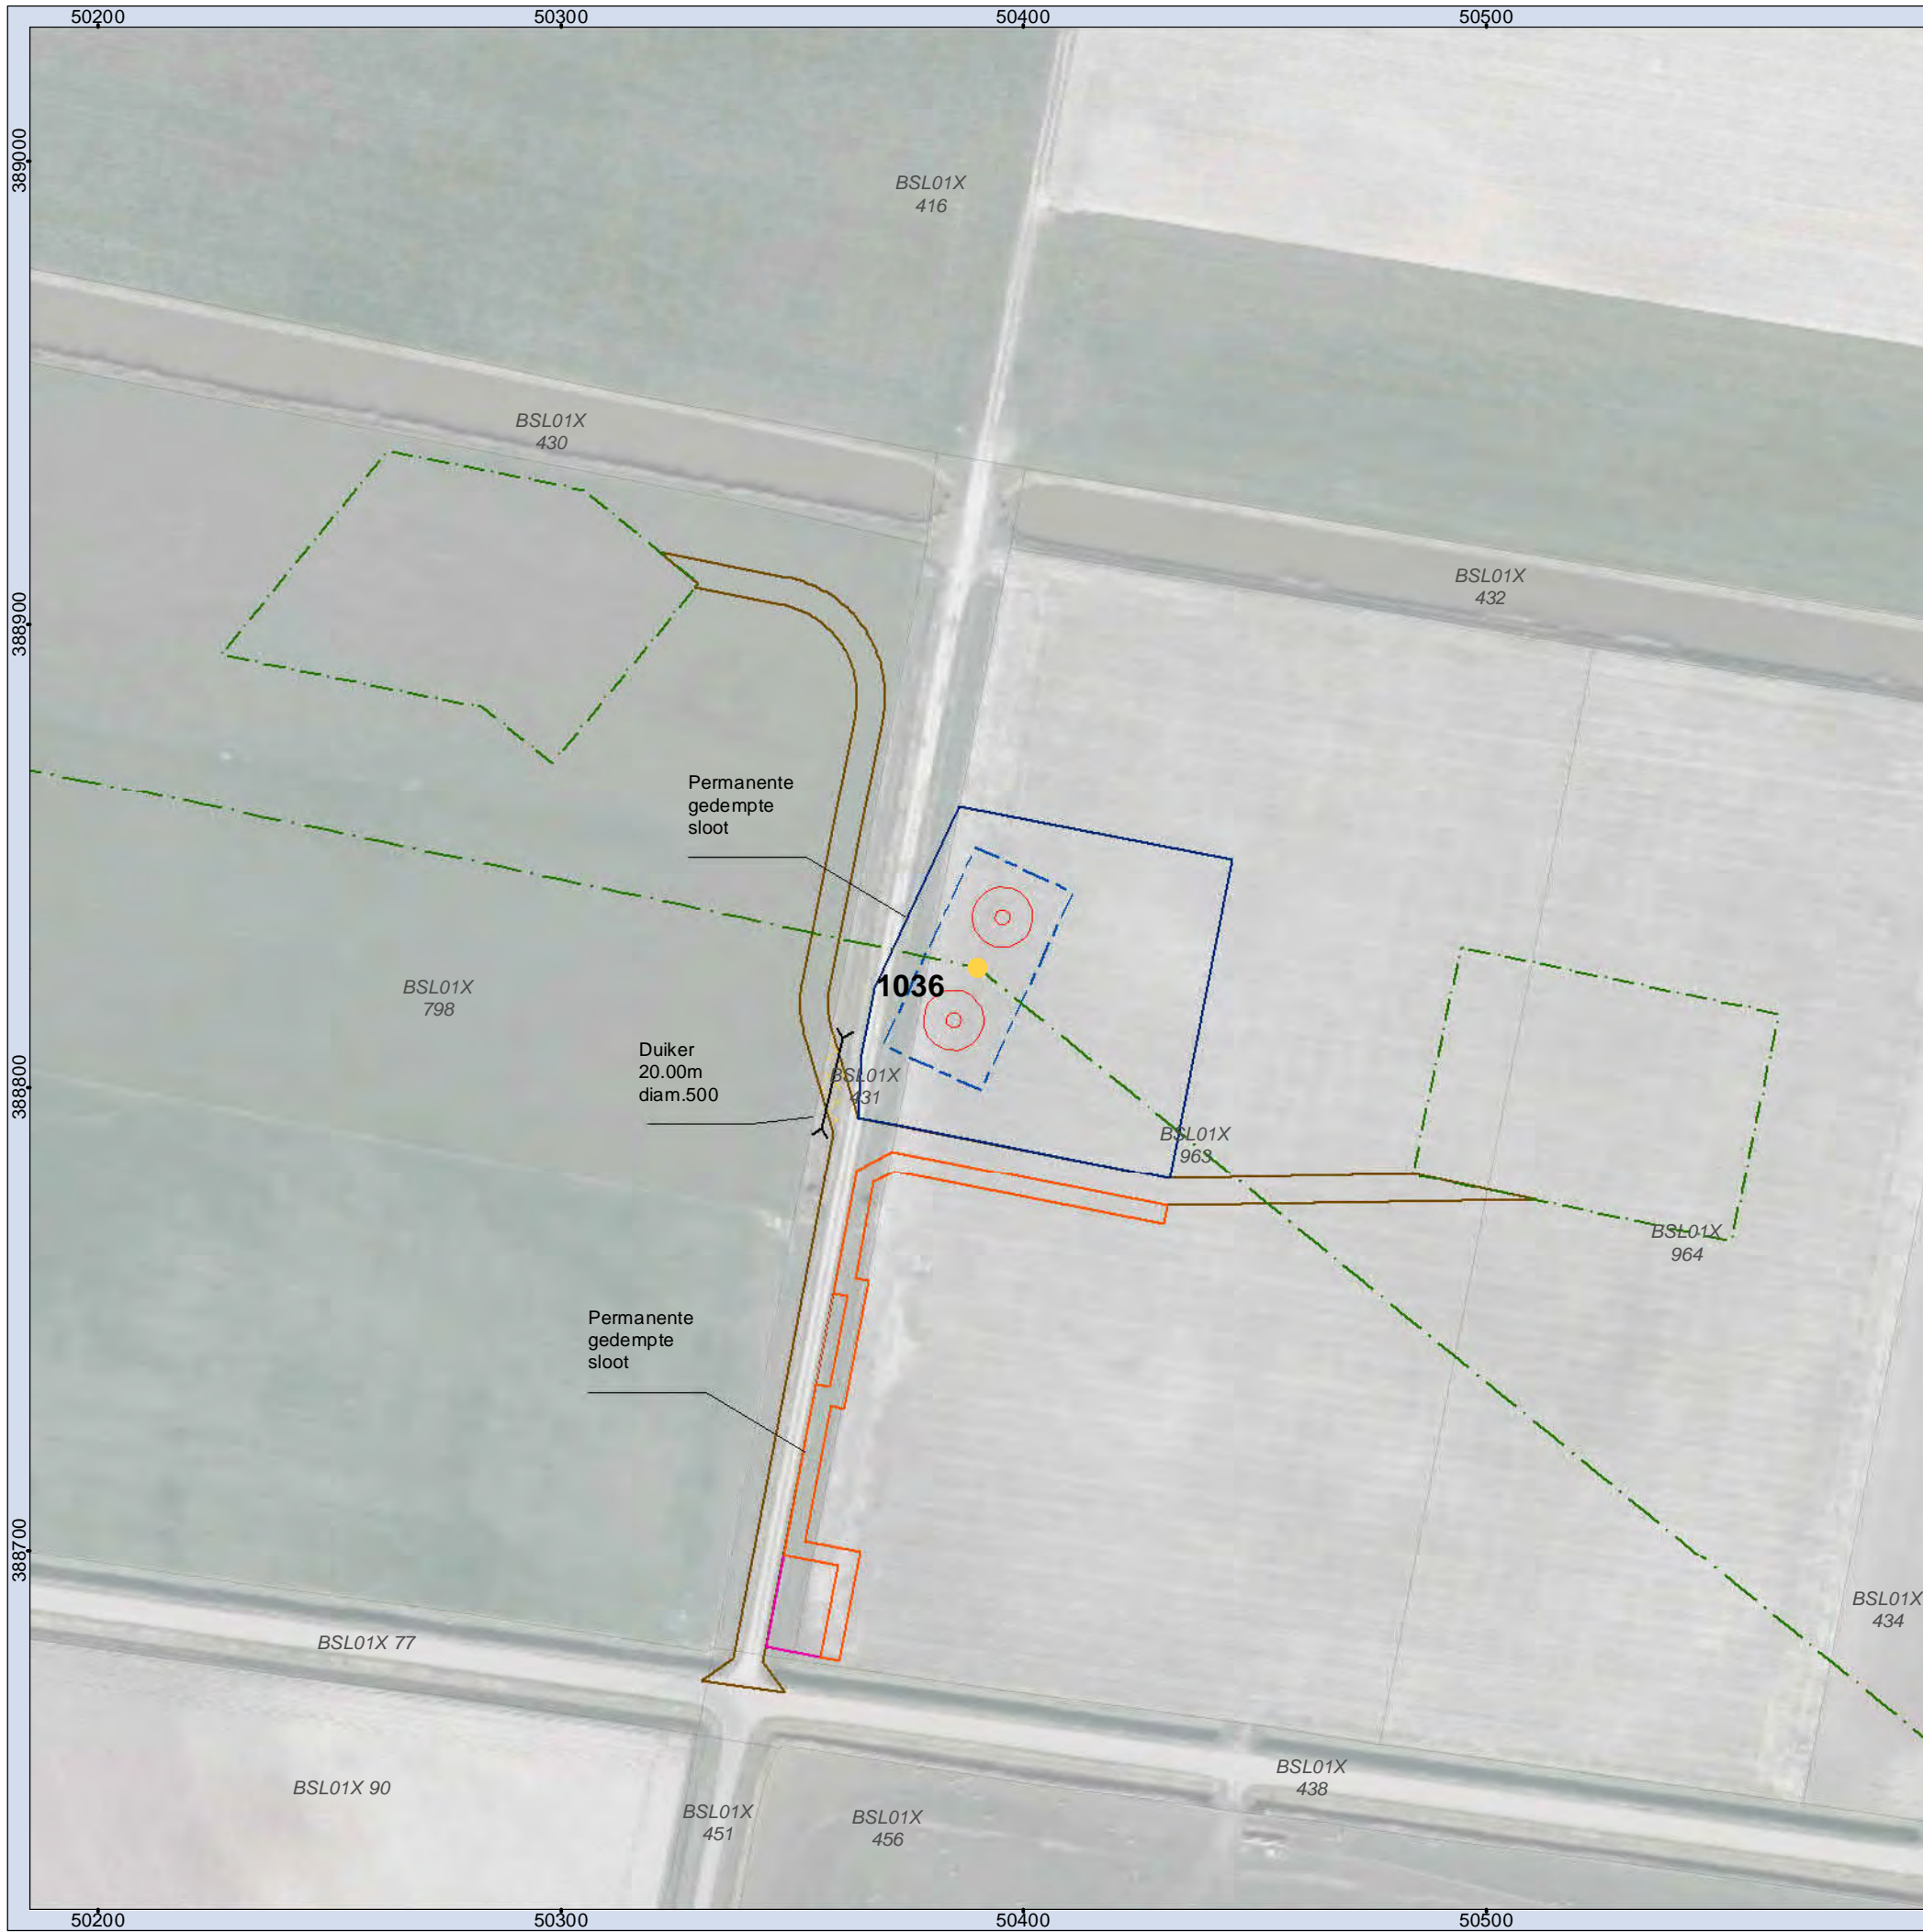 50200
50300
50400
50500
389000
388900
388800
388700
BSL01X
416
BSL01X
430
BSL01X
432
Permanente
gedempte
sloot
1036
BSL01X
798
Duiker
20.00m
diam.500
BSL01X
431
BSL01X
963
BSL01X
964
Permanente
gedempte
sloot
BSL01X
434
BSL01X 77
BSL01X
438
BSL01X 90
BSL01X
451
BSL01X
456
50200
50300
50400
50500